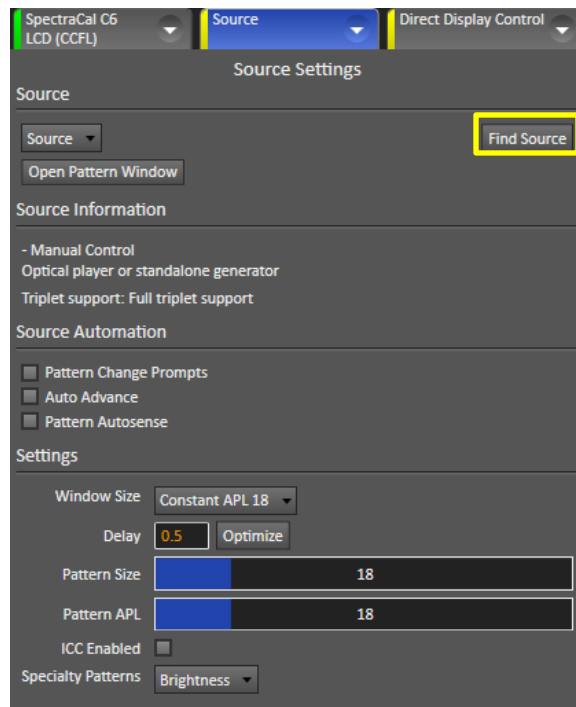 SpectraCal C6
LCD (CCFL)
Source
Direct Display Control
Source Settings
Source
Source
Find Source
Open Pattern Window
Source Information
- Manual Control
Optical player or standalone generator
Triplet support: Full triplet support
Source Automation
Pattern Change Prompts
Auto Advance
Pattern Autosense
Settings
Window Size Constant APL 18
Delay 0.5 Optimize
Pattern Size 18
Pattern APL 18
ICC Enabled
Specialty Patterns Brightness